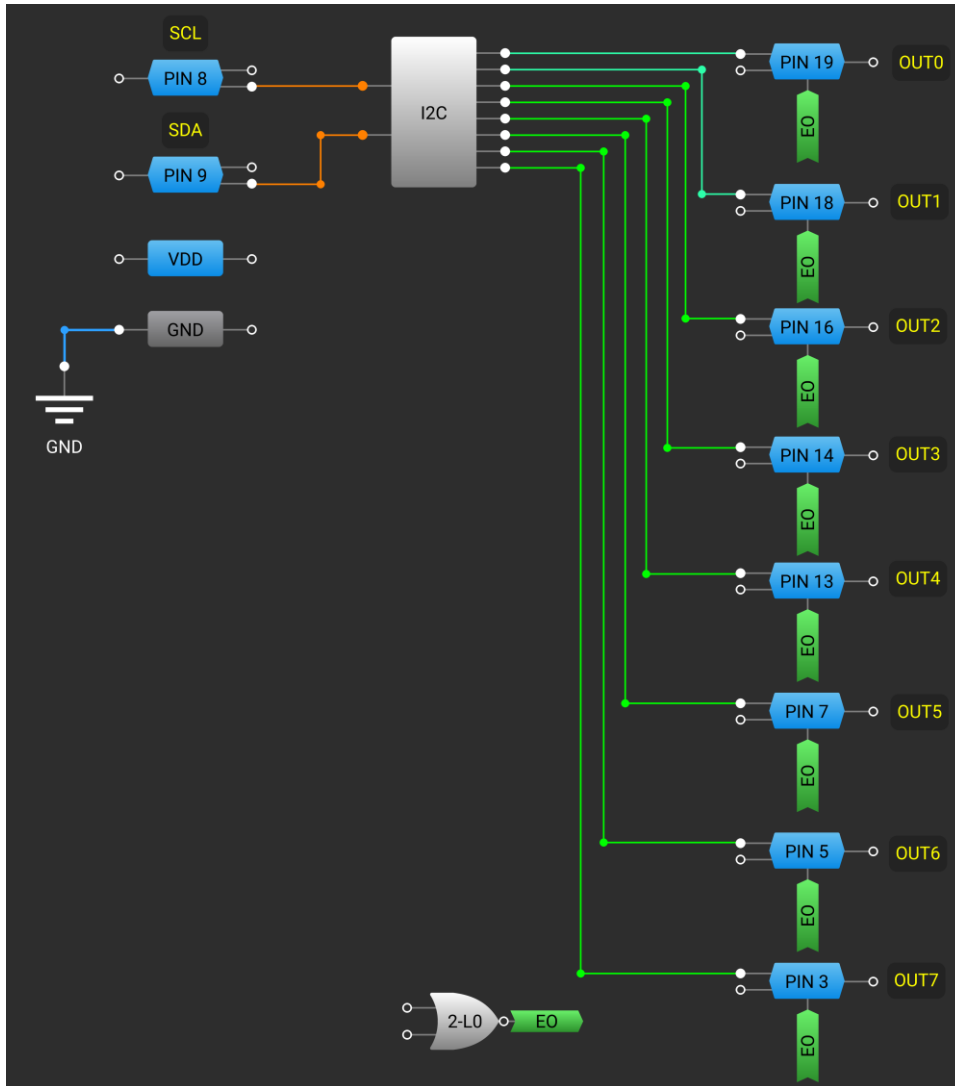 SCL
PIN 8
SDA
PIN 9
VDD
GND
GND
I2C
PIN 19
OUT0
EO
PIN 18
OUT1
EO
PIN 16
OUT2
EO
PIN 14
OUT3
EO
PIN 13
OUT4
EO
PIN 7
OUT5
EO
PIN 5
OUT6
EO
PIN 3
OUT7
EO
2-L0
EO